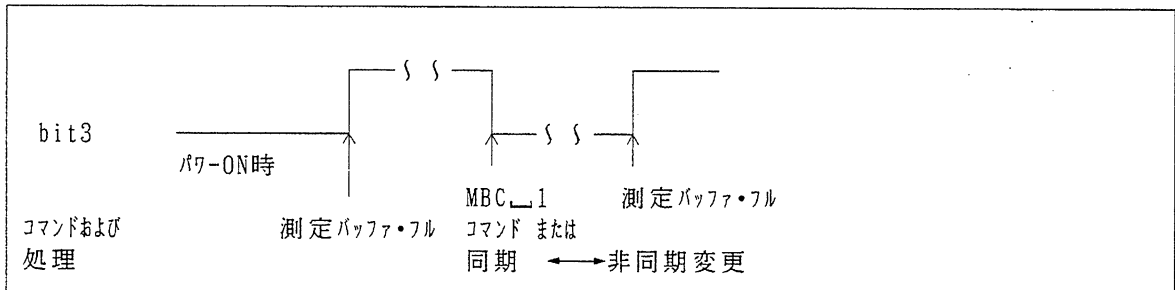 bit3
パワーON時
MBC␣1
測定バッファ・フル
コマンドおよび
測定バッファ・フル
コマンド または
処理
同期 ←→ 非同期変更